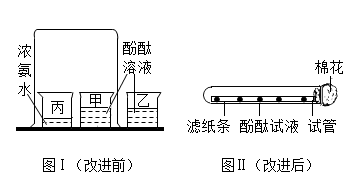 浓氨水
酚酞溶液
丙
甲
乙
棉花
滤纸条 酚酞试液 试管
图Ⅰ（改进前） 图Ⅱ（改进后）